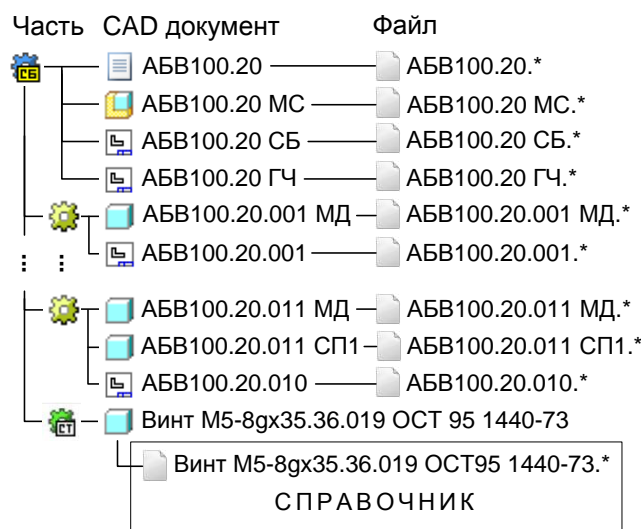 Часть CAD документ Файл
СБ АБВ100.20 АБВ100.20.*
АБВ100.20 МС АБВ100.20 МС.*
АБВ100.20 СБ АБВ100.20 СБ.*
АБВ100.20 ГЧ АБВ100.20 ГЧ.*
АБВ100.20.001 МД АБВ100.20.001 МД.*
АБВ100.20.001 АБВ100.20.001.*
АБВ100.20.011 МД АБВ100.20.011 МД.*
АБВ100.20.011 СП1 АБВ100.20.011 СП1.*
АБВ100.20.010 АБВ100.20.010.*
СТ Винт М5-8gx35.36.019 ОСТ 95 1440-73
Винт М5-8gx35.36.019 ОСТ95 1440-73.*
СПРАВОЧНИК